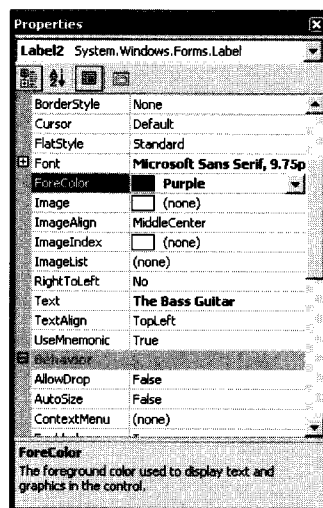 Properties
Label2 System.Windows.Forms.Label
BorderStyle None
Cursor Default
FlatStyle Standard
Font Microsoft Sans Serif, 9.75p
ForeColor Purple
Image (none)
ImageAlign MiddleCenter
ImageIndex (none)
ImageList (none)
RightToLeft No
Text The Bass Guitar
TextAlign TopLeft
UseMnemonic True
Behavior
AllowDrop False
AutoSize False
ContextMenu (none)
ForeColor
The foreground color used to display text and
graphics in the control.